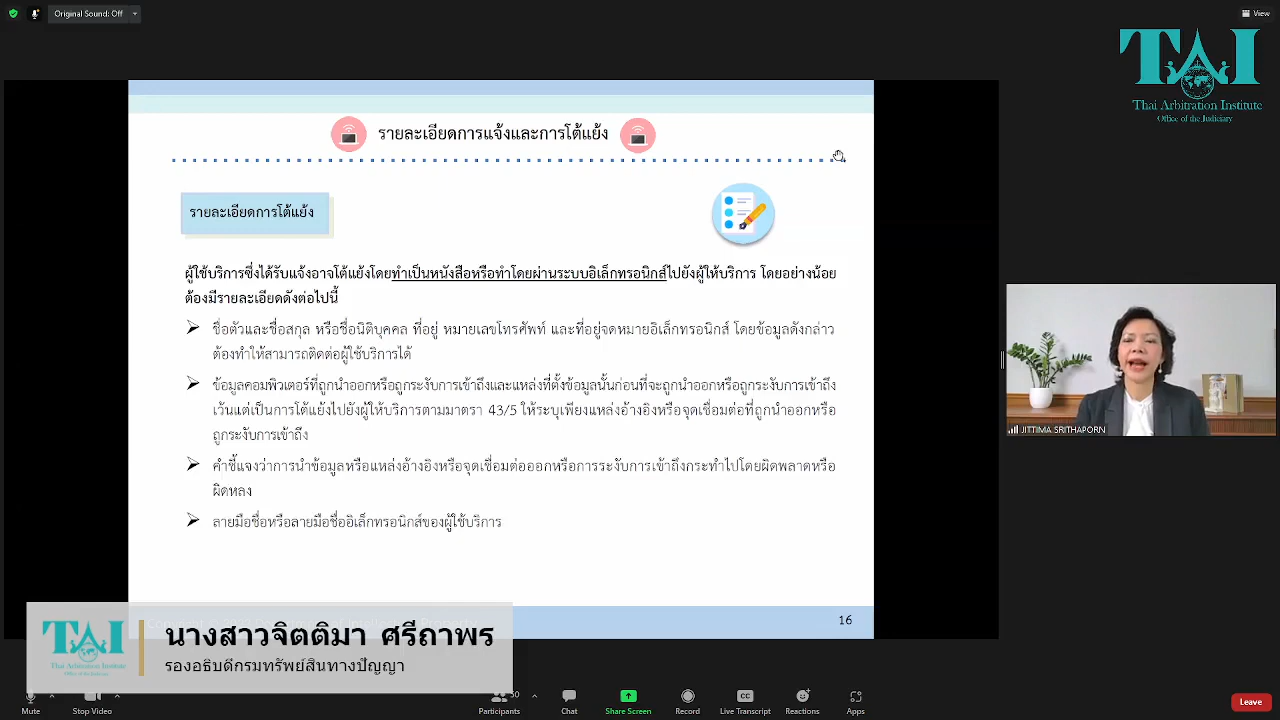 Original Sound: Off
View
TAI
Thai Arbitration Institute
Office of the Judiciary
รายละเอียดการแจ้งและการโต้แย้ง
รายละเอียดการโต้แย้ง
ผู้ใช้บริการซึ่งได้รับแจ้งอาจโต้แย้งโดยทำเป็นหนังสือหรือทำโดยผ่านระบบอิเล็กทรอนิกส์ไปยังผู้ให้บริการ โดยอย่างน้อย
ต้องมีรายละเอียดดังต่อไปนี้
ชื่อตัวและชื่อสกุล หรือชื่อนิติบุคคล ที่อยู่ หมายเลขโทรศัพท์ และที่อยู่จดหมายอิเล็กทรอนิกส์ โดยข้อมูลดังกล่าว
ต้องทำให้สามารถติดต่อผู้ใช้บริการได้
ข้อมูลคอมพิวเตอร์ที่ถูกนำออกหรือถูกระงับการเข้าถึงและแหล่งที่ตั้งข้อมูลนั้นก่อนที่จะถูกนำออกหรือถูกระงับการเข้าถึง
เว้นแต่เป็นการโต้แย้งไปยังผู้ให้บริการตามมาตรา 43/5 ให้ระบุเพียงแหล่งอ้างอิงหรือจุดเชื่อมต่อที่ถูกนำออกหรือ
ถูกระงับการเข้าถึง
คำชี้แจงว่าการนำข้อมูลหรือแหล่งอ้างอิงหรือจุดเชื่อมต่อออกหรือการระงับการเข้าถึงกระทำไปโดยผิดพลาดหรือ
ผิดหลง
ลายมือชื่อหรือลายมือชื่ออิเล็กทรอนิกส์ของผู้ใช้บริการ
16
JITTIMA SRITHAPORN
TAI
Thai Arbitration Institute
Office of the Judiciary
นางสาวจิตติมา ศรีถาพร
รองอธิบดีกรมทรัพย์สินทางปัญญา
Mute
Stop Video
Participants
Chat
Share Screen
Record
CC
Live Transcript
Reactions
Apps
Leave